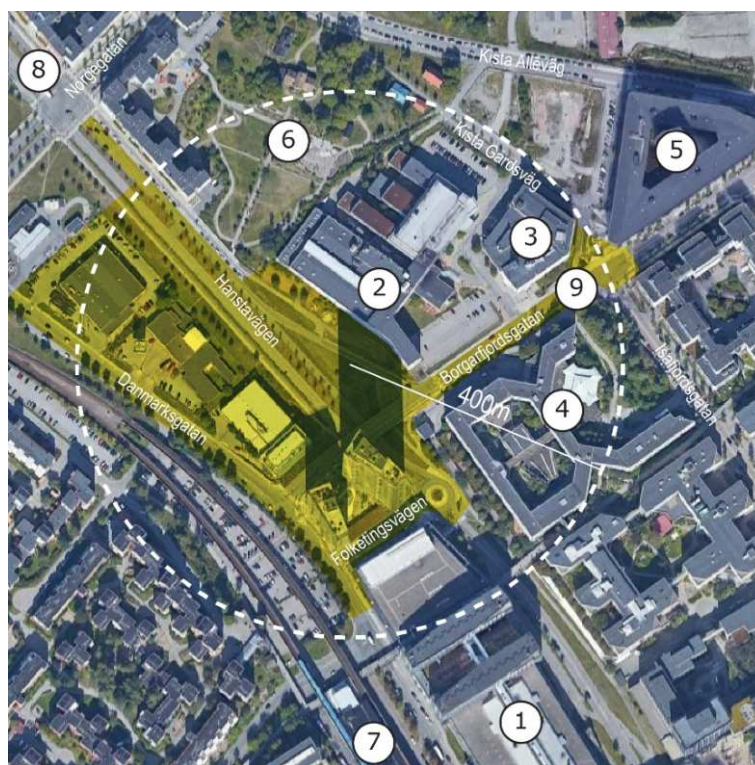 8
Norgegatan
Kista Alléväg
6
5
Kista Gårdsväg
3
2
9
Hanstavägen
Borgarfjordsgatan
Isafjordsgatan
Danmarksgatan
400m
4
Folketingsvägen
1
7